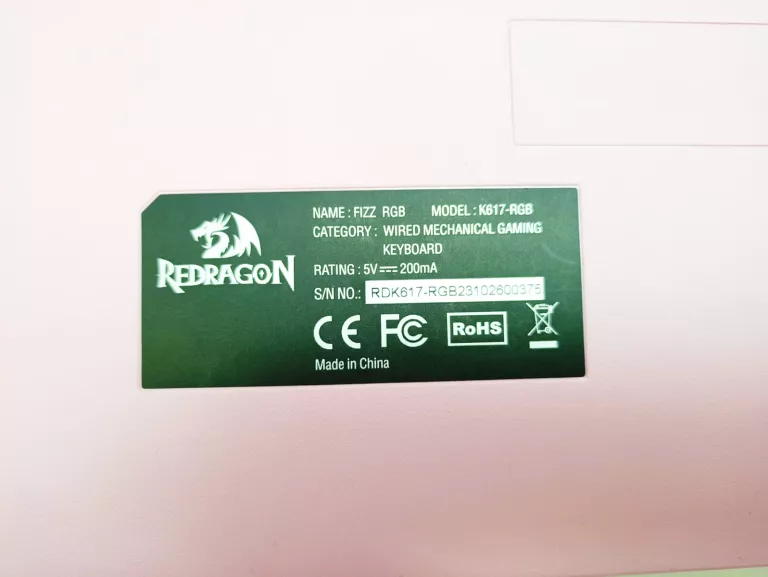 REDRAGON
NAME : FIZZ RGB MODEL : K617-RGB
CATEGORY : WIRED MECHANICAL GAMING
KEYBOARD
RATING : 5V⎓200mA
S/N NO.: RDK617-RGB23102600375
CE FC RoHS
Made in China